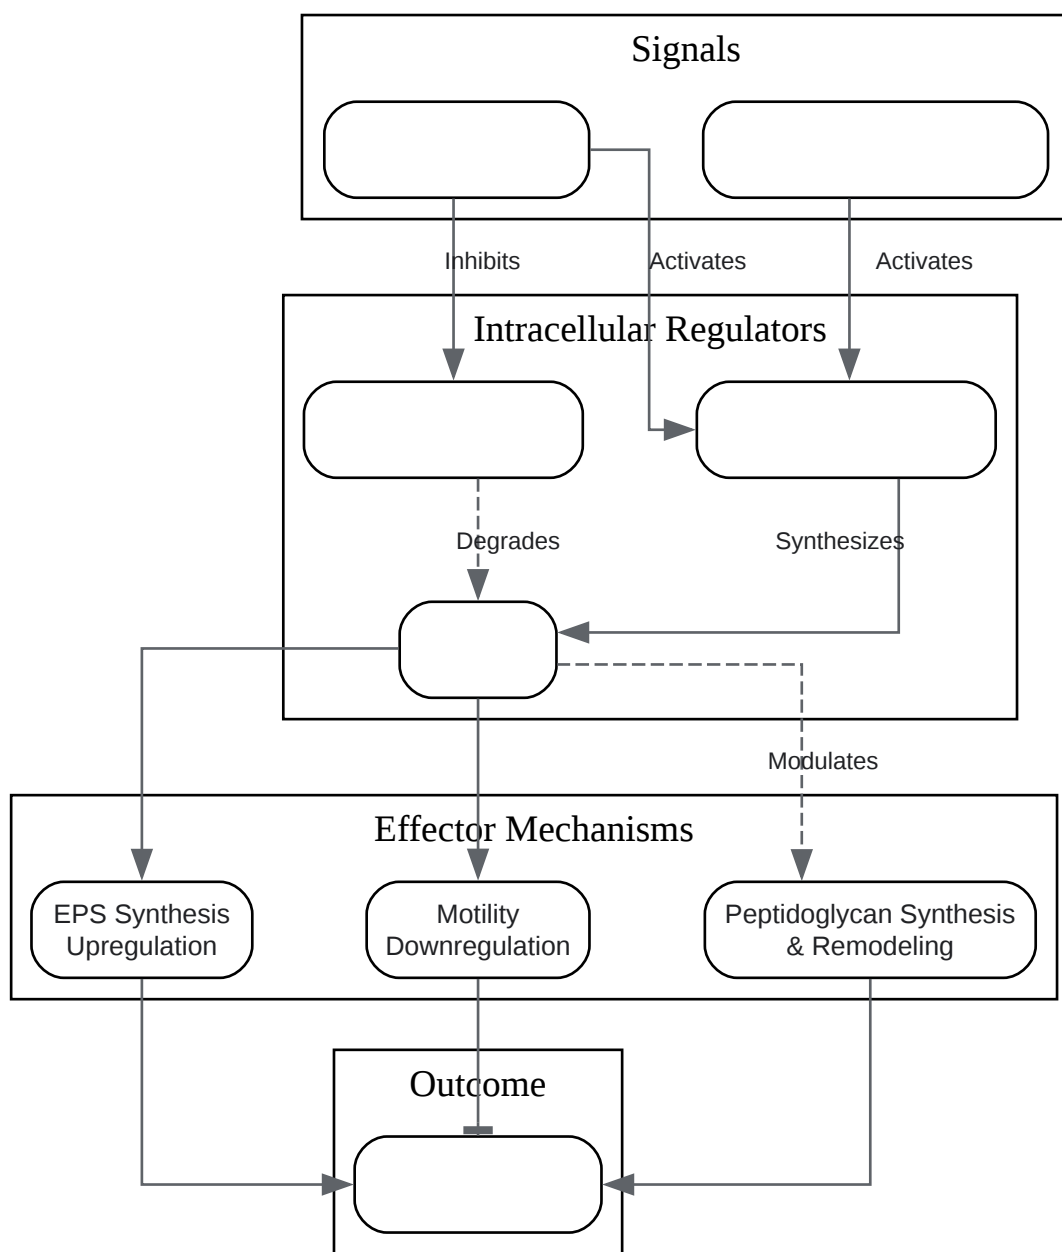 Signals
Inhibits
Activates
Activates
Intracellular Regulators
Degrades
Synthesizes
Modulates
Effector Mechanisms
EPS Synthesis
Upregulation
Motility
Downregulation
Peptidoglycan Synthesis
& Remodeling
Outcome